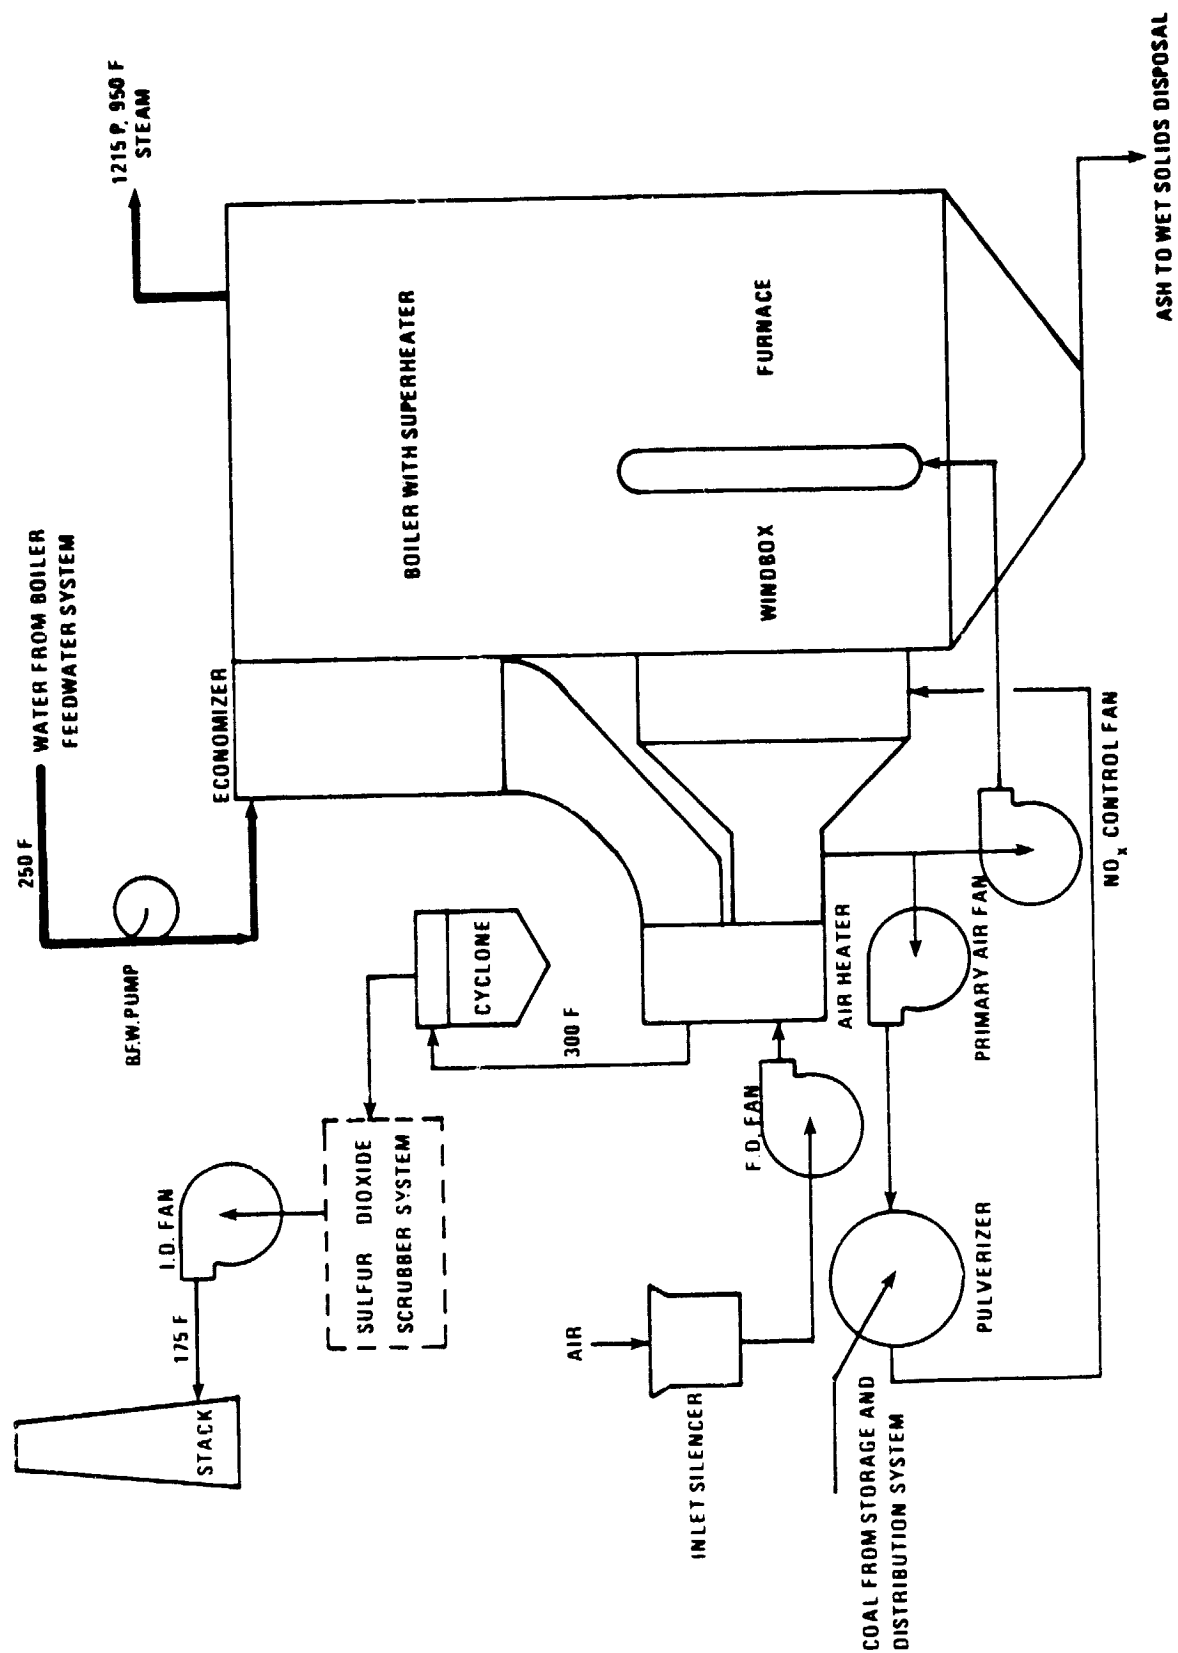 WATER FROM BOILER
FEEDWATER SYSTEM
250 F
B.F.W. PUMP
ECONOMIZER
1215 P, 950 F
STEAM
BOILER WITH SUPERHEATER
WINDBOX
FURNACE
STACK
175 F
I.D. FAN
SULFUR DIOXIDE
SCRUBBER SYSTEM
CYCLONE
300 F
AIR
INLET SILENCER
F.D. FAN
AIR HEATER
PRIMARY AIR FAN
NOx CONTROL FAN
PULVERIZER
COAL FROM STORAGE AND
DISTRIBUTION SYSTEM
ASH TO WET SOLIDS DISPOSAL